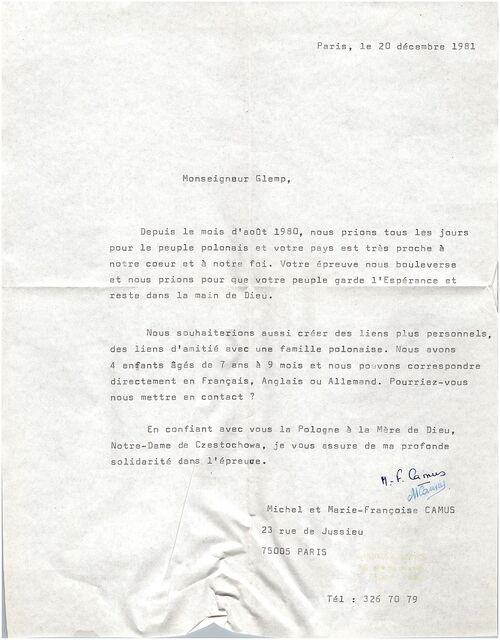 Paris, le 20 décembre 1981
Monseigneur Glemp,
Depuis le mois d'août 1980, nous prions tous les jours
pour le peuple polonais et votre pays est très proche à
notre coeur et à notre foi. Votre épreuve nous bouleverse
et nous prions pour que votre peuple garde l'Espérance et
reste dans la main de Dieu.
Nous souhaiterions aussi créer des liens plus personnels,
des liens d'amitié avec une famille polonaise. Nous avons
4 enfants âgés de 7 ans à 9 mois et nous pouvons correspondre
directement en Français, Anglais ou Allemand. Pourriez-vous
nous mettre en contact ?
En confiant avec vous la Pologne à la Mère de Dieu,
Notre-Dame de Czestochowa, je vous assure de ma profonde
solidarité dans l'épreuve.
M-F. Camus
MCamus
Michel et Marie-Françoise CAMUS
23 rue de Jussieu
75005 PARIS
Tél : 326 70 79